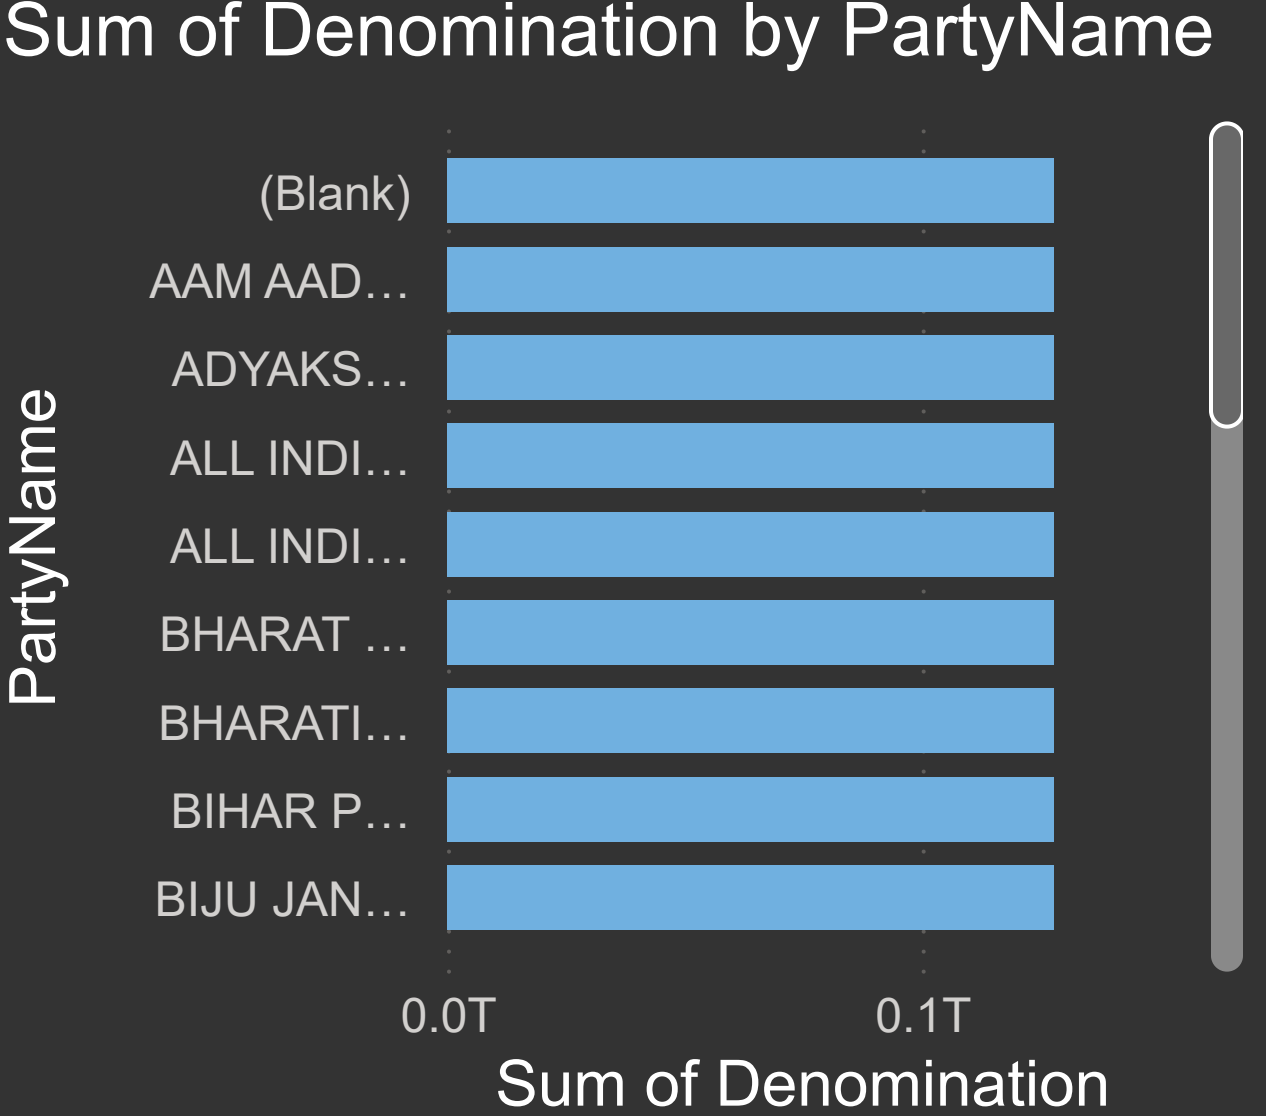 Sum of Denomination by PartyName
PartyName
(Blank)
AAM AAD…
ADYAKS…
ALL INDI…
ALL INDI…
BHARAT …
BHARATI…
BIHAR P…
BIJU JAN…
0.0T 0.1T
Sum of Denomination